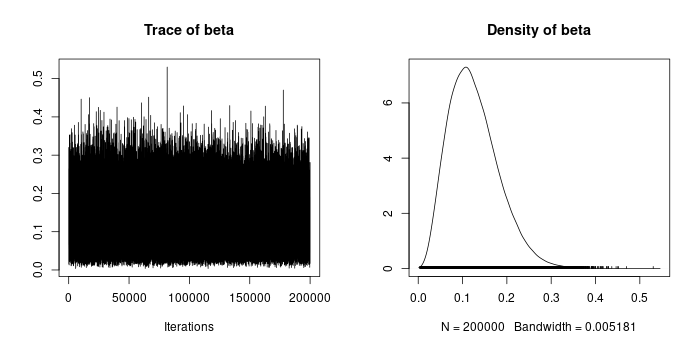 Trace of beta
0.5
0.4
0.3
0.2
0.1
0.0
0 50000 100000 150000 200000
Iterations
Density of beta
6
4
2
0
0.0 0.1 0.2 0.3 0.4 0.5
N = 200000 Bandwidth = 0.005181